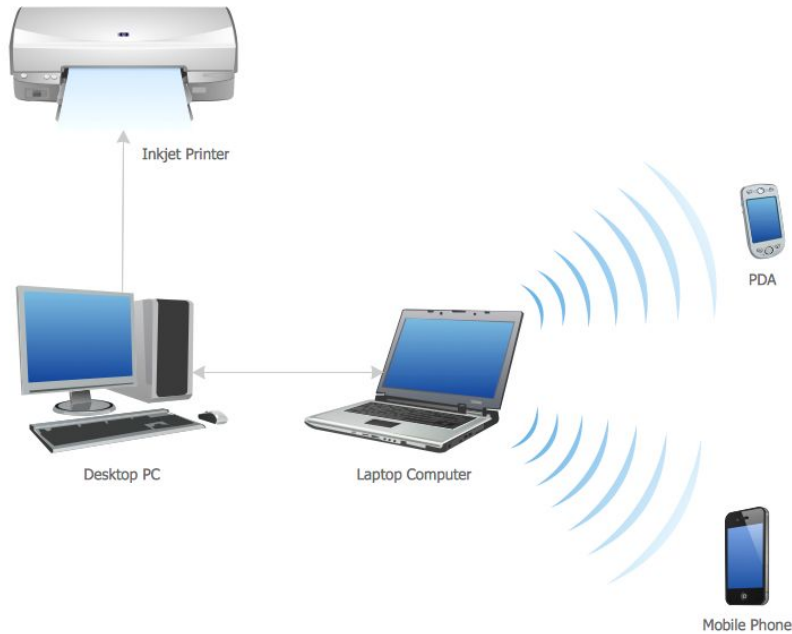 Inkjet Printer
PDA
Desktop PC
Laptop Computer
Mobile Phone